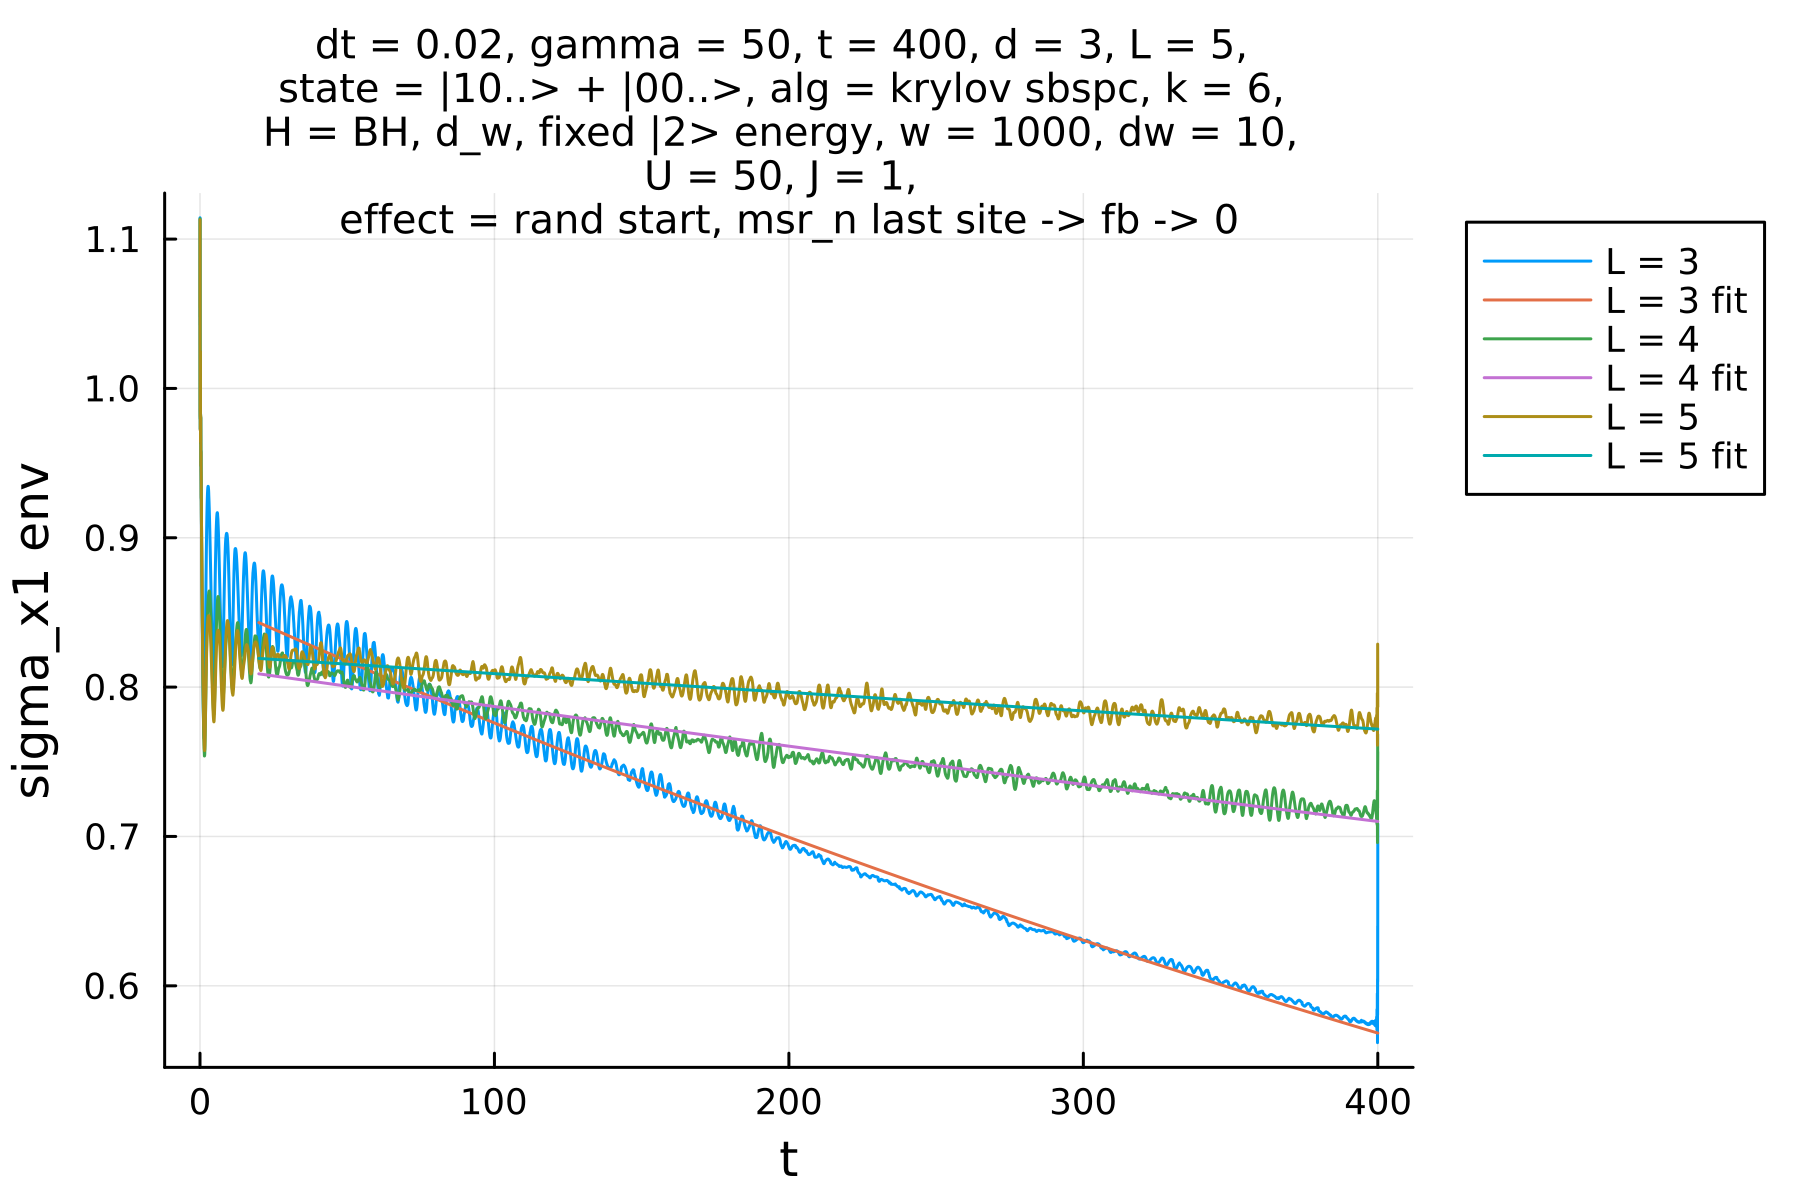 dt = 0.02, gamma = 50, t = 400, d = 3, L = 5,
state = |10..> + |00..>, alg = krylov sbspc, k = 6,
H = BH, d_w, fixed |2> energy, w = 1000, dw = 10,
U = 50, J = 1,
effect = rand start, msr_n last site -> fb -> 0
sigma_x1 env
1.1
1.0
0.9
0.8
0.7
0.6
0
100
200
300
400
t
L = 3
L = 3 fit
L = 4
L = 4 fit
L = 5
L = 5 fit